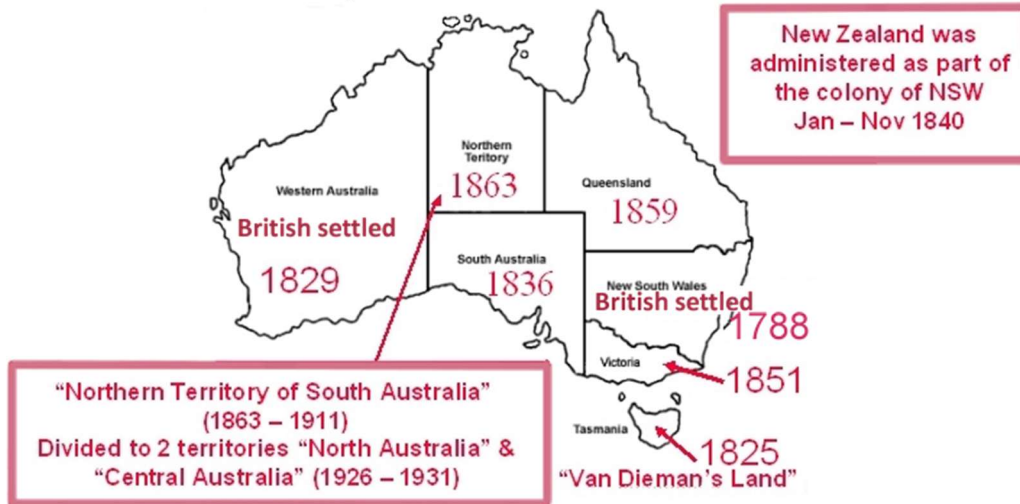 New Zealand was
administered as part of
the colony of NSW
Jan – Nov 1840
Northern
Teritory
1863
Western Australia
British settled
1829
Queensland
1859
South Australia
1836
New South Wales
British settled
1788
Victoria
1851
Tasmania
1825
“Van Dieman’s Land”
“Northern Territory of South Australia”
(1863 – 1911)
Divided to 2 territories “North Australia” &
“Central Australia” (1926 – 1931)